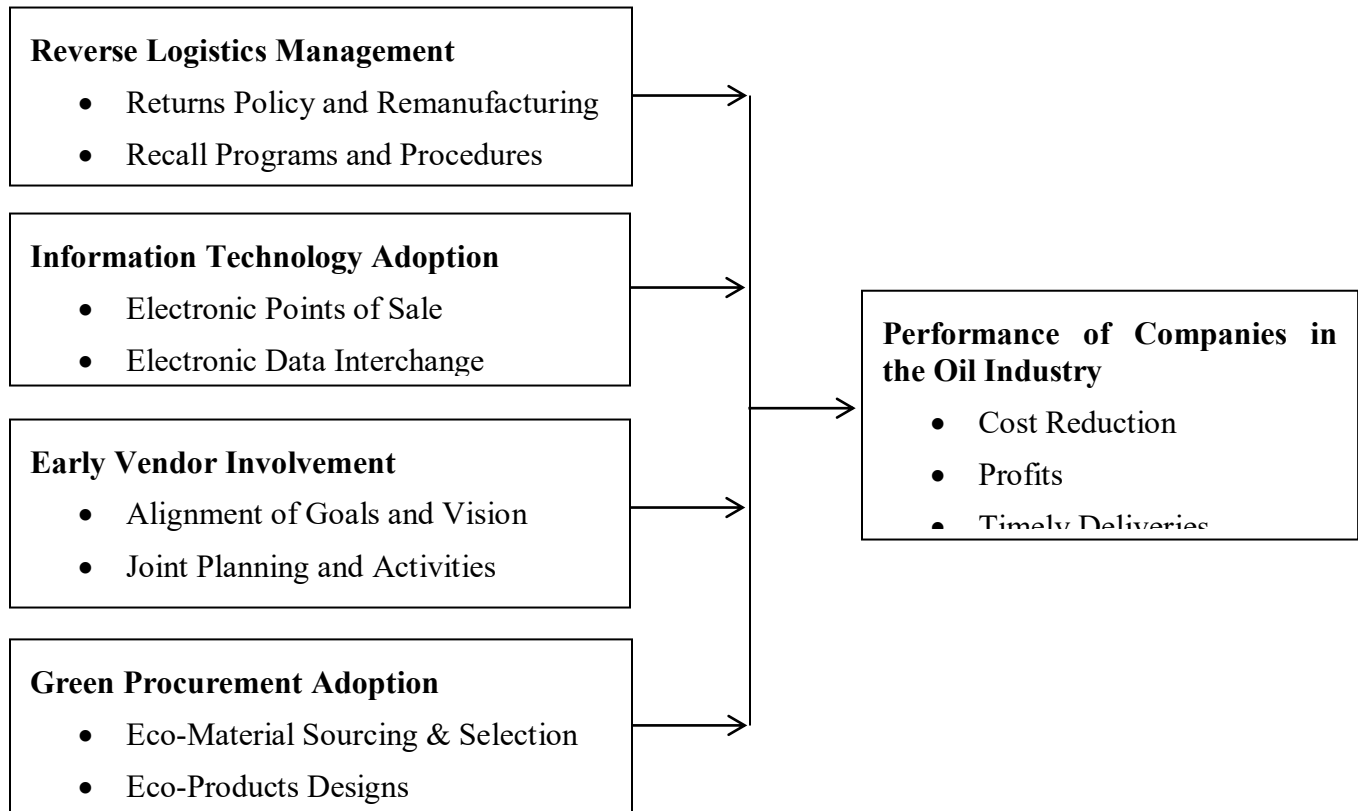 Reverse Logistics Management
• Returns Policy and Remanufacturing
• Recall Programs and Procedures
Information Technology Adoption
• Electronic Points of Sale
• Electronic Data Interchange
Early Vendor Involvement
• Alignment of Goals and Vision
• Joint Planning and Activities
Green Procurement Adoption
• Eco-Material Sourcing & Selection
• Eco-Products Designs
Performance of Companies in
the Oil Industry
• Cost Reduction
• Profits
• Timely Deliveries